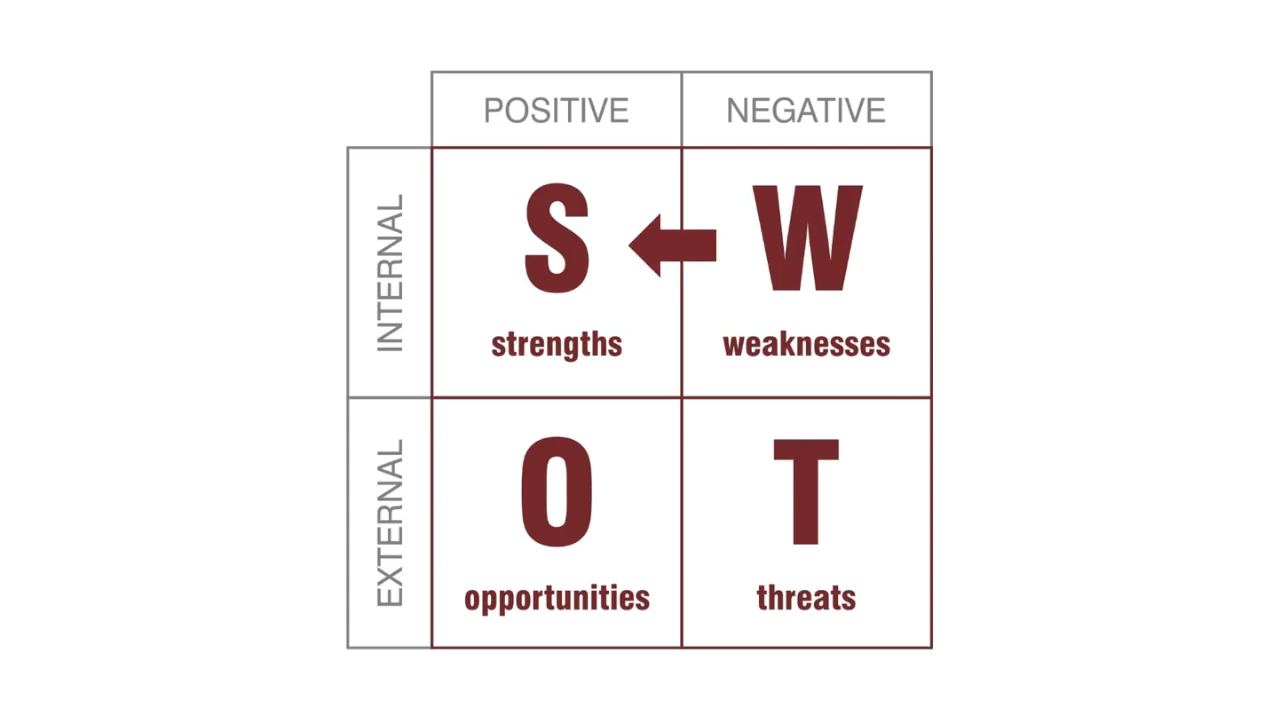 POSITIVE NEGATIVE
INTERNAL
S W
strengths weaknesses
EXTERNAL
O T
opportunities threats